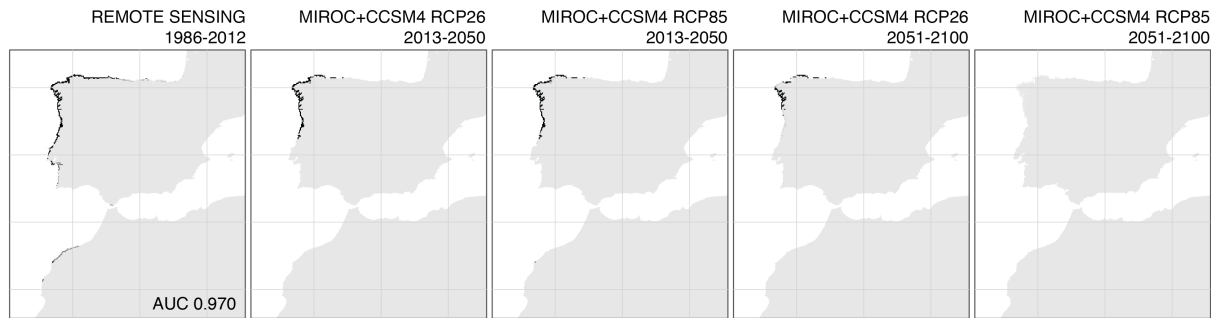 REMOTE SENSING
1986-2012
MIROC+CCSM4 RCP26
2013-2050
MIROC+CCSM4 RCP85
2013-2050
MIROC+CCSM4 RCP26
2051-2100
MIROC+CCSM4 RCP85
2051-2100
AUC 0.970